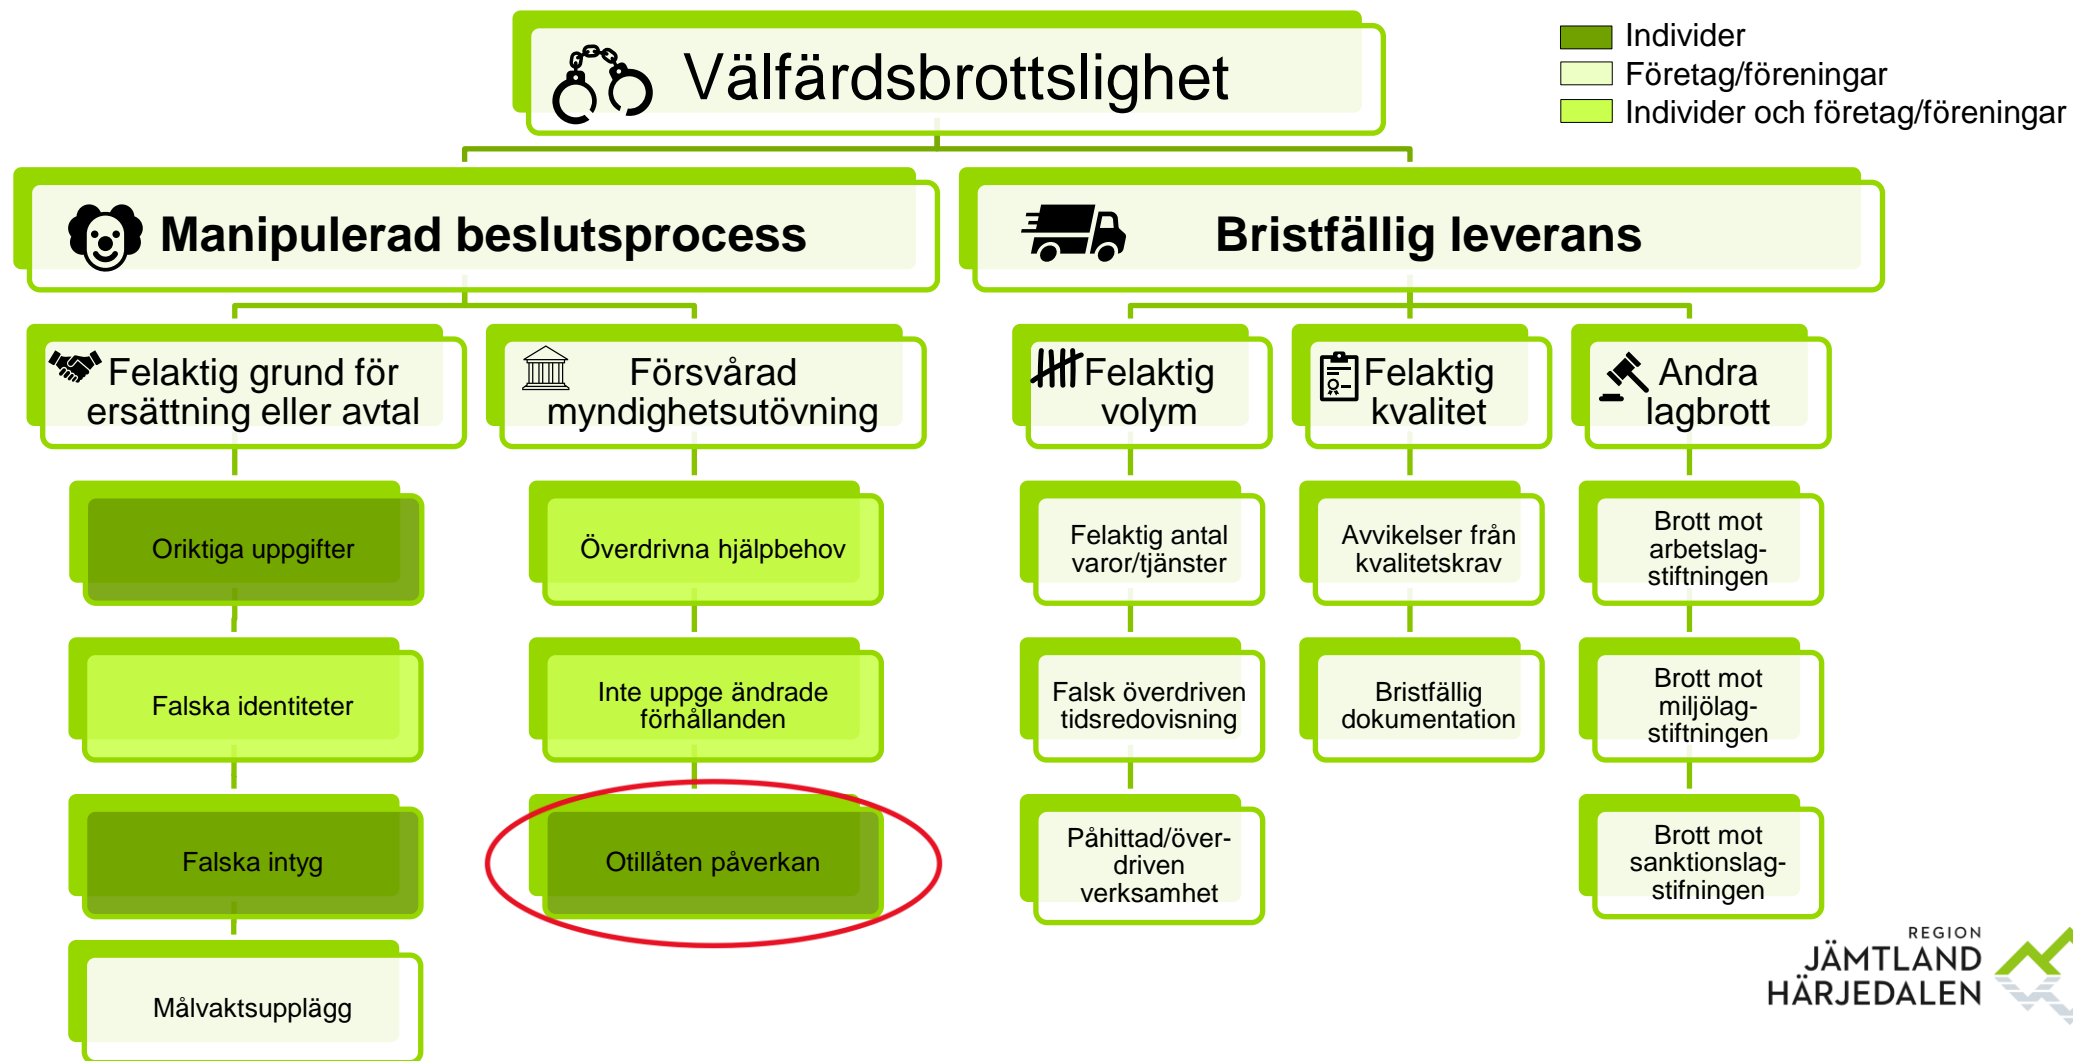 Välfärdsbrottslighet
Individer
Företag/föreningar
Individer och företag/föreningar
Manipulerad beslutsprocess
Bristfällig leverans
Felaktig grund för
ersättning eller avtal
Försvårad
myndighetsutövning
Felaktig
volym
Felaktig
kvalitet
Andra
lagbrott
Oriktiga uppgifter
Överdrivna hjälpbehov
Felaktig antal
varor/tjänster
Avvikelser från
kvalitetskrav
Brott mot
arbetslag-
stiftningen
Falska identiteter
Inte uppge ändrade
förhållanden
Falsk överdriven
tidsredovisning
Bristfällig
dokumentation
Brott mot
miljölag-
stiftningen
Falska intyg
Otillåten påverkan
Påhittad/över-
driven
verksamhet
Brott mot
sanktionslag-
stifningen
Målvaktsupplägg
REGION
JÄMTLAND
HÄRJEDALEN